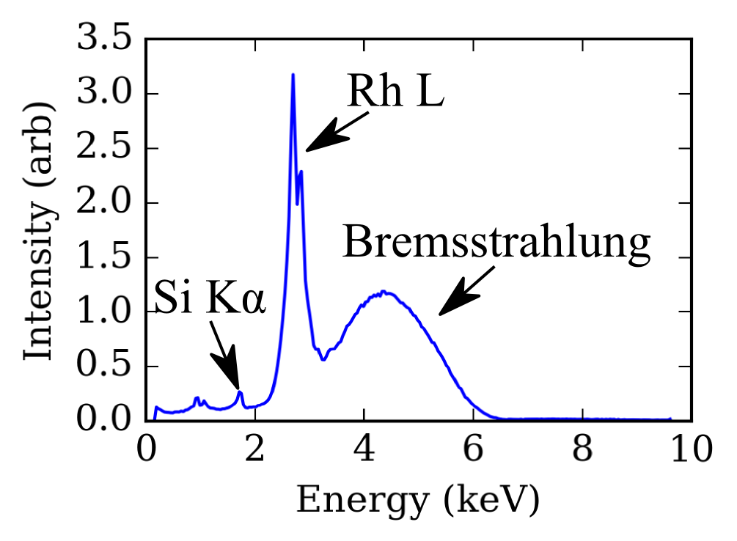 3.5
3.0
2.5
2.0
1.5
1.0
0.5
0.0
Intensity (arb)
Rh L
Bremsstrahlung
Si Kα
0 2 4 6 8 10
Energy (keV)